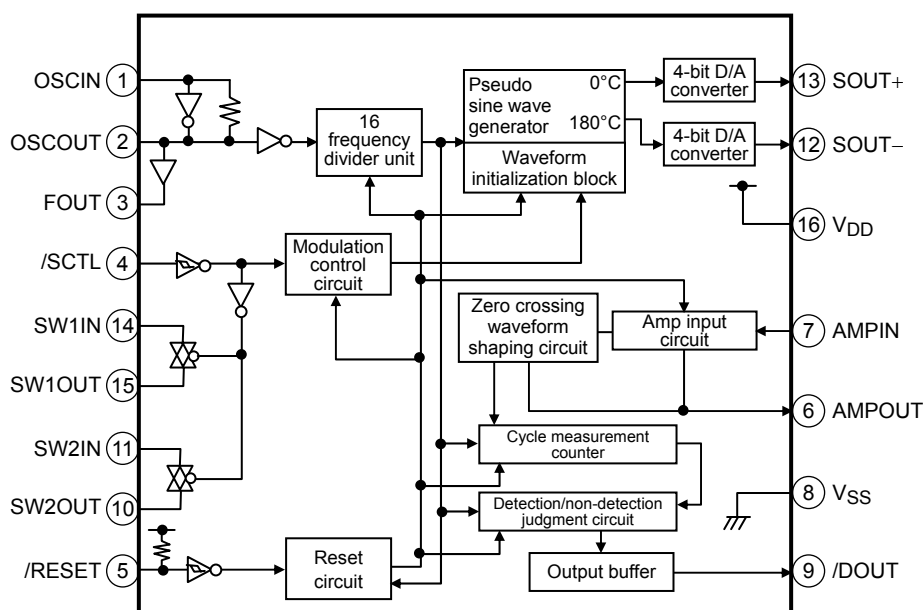 OSCIN 1
OSCOUT 2
FOUT 3
/SCTL 4
SW1IN 14
SW1OUT 15
SW2IN 11
SW2OUT 10
/RESET 5
16
frequency
divider unit
Pseudo
sine wave
generator
0°C
180°C
Waveform
initialization block
4-bit D/A
converter
4-bit D/A
converter
Modulation
control
circuit
Zero crossing
waveform
shaping circuit
Amp input
circuit
Cycle measurement
counter
Detection/non-detection
judgment circuit
Reset
circuit
Output buffer
13 SOUT+
12 SOUT−
16 VDD
7 AMPIN
6 AMPOUT
8 VSS
9 /DOUT